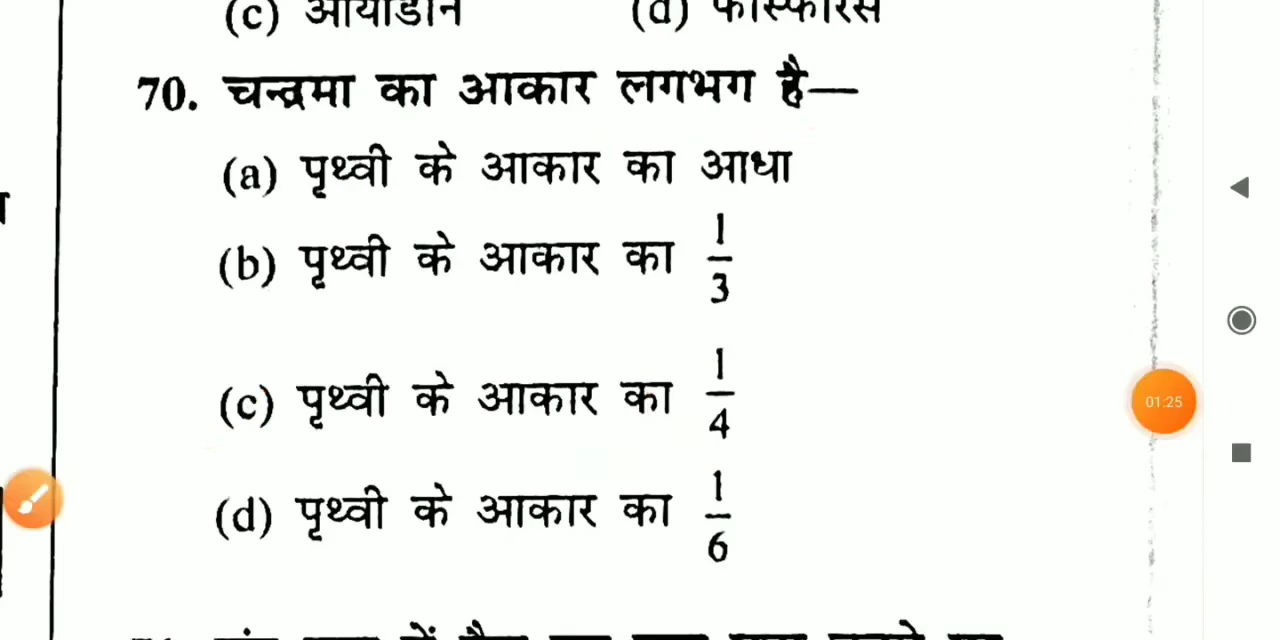 (c) आयोडीन (d) फॉस्फोरस
70. चन्द्रमा का आकार लगभग है—
(a) पृथ्वी के आकार का आधा
(b) पृथ्वी के आकार का 1/3
(c) पृथ्वी के आकार का 1/4
(d) पृथ्वी के आकार का 1/6
01:25